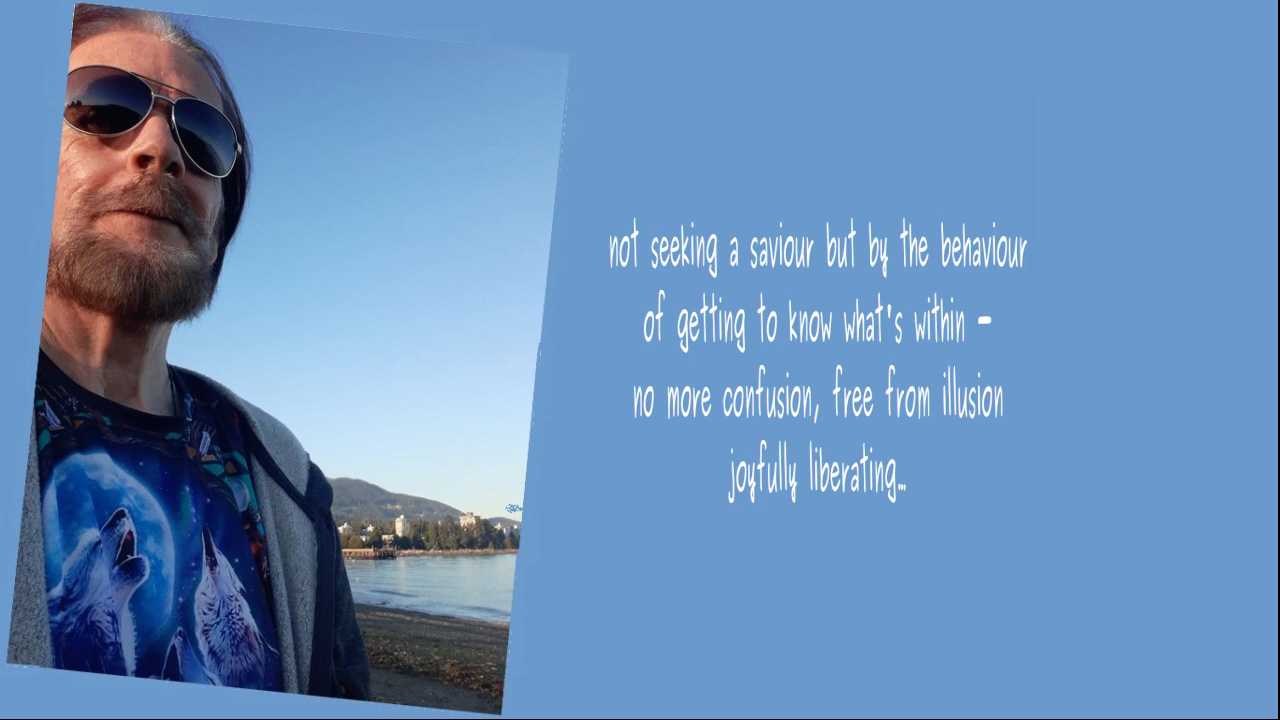 not seeking a saviour but by the behaviour
of getting to know what's within -
no more confusion, free from illusion
joyfully liberating...